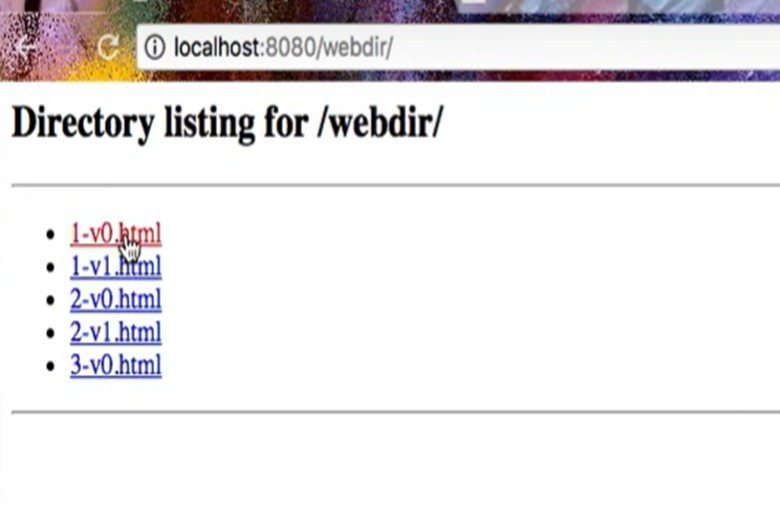 localhost:8080/webdir/
Directory listing for /webdir/
1-v0.html
1-v1.html
2-v0.html
2-v1.html
3-v0.html